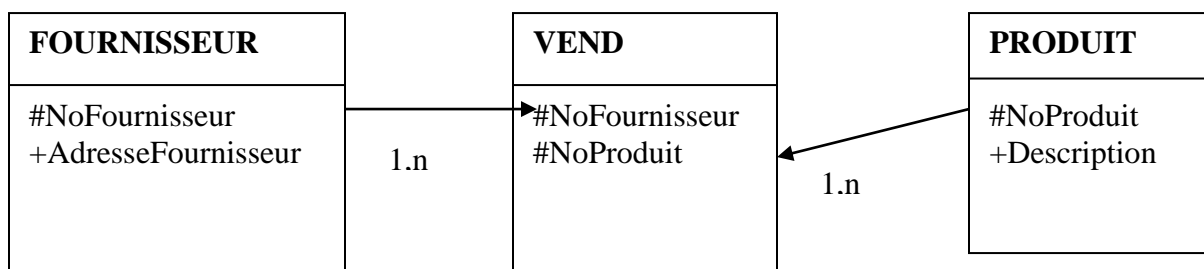 FOURNISSEUR
#NoFournisseur
+AdresseFournisseur
1.n
VEND
#NoFournisseur
#NoProduit
1.n
PRODUIT
#NoProduit
+Description